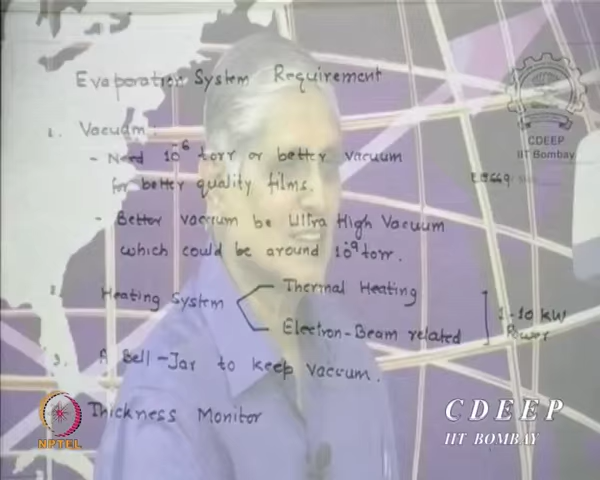 Evaporation System Requirement
1. Vacuum.
- Need 10⁻⁶ torr or better vacuum
for better quality films.
- Better vacuum be Ultra High Vacuum
which could be around 10⁻⁹ torr.
Heating System
Thermal Heating
Electron-Beam related
1-10 kW
Power
3. A Bell-Jar to keep vacuum.
Thickness Monitor
CDEEP
IIT Bombay
NPTEL
CDEEP
IIT BOMBAY